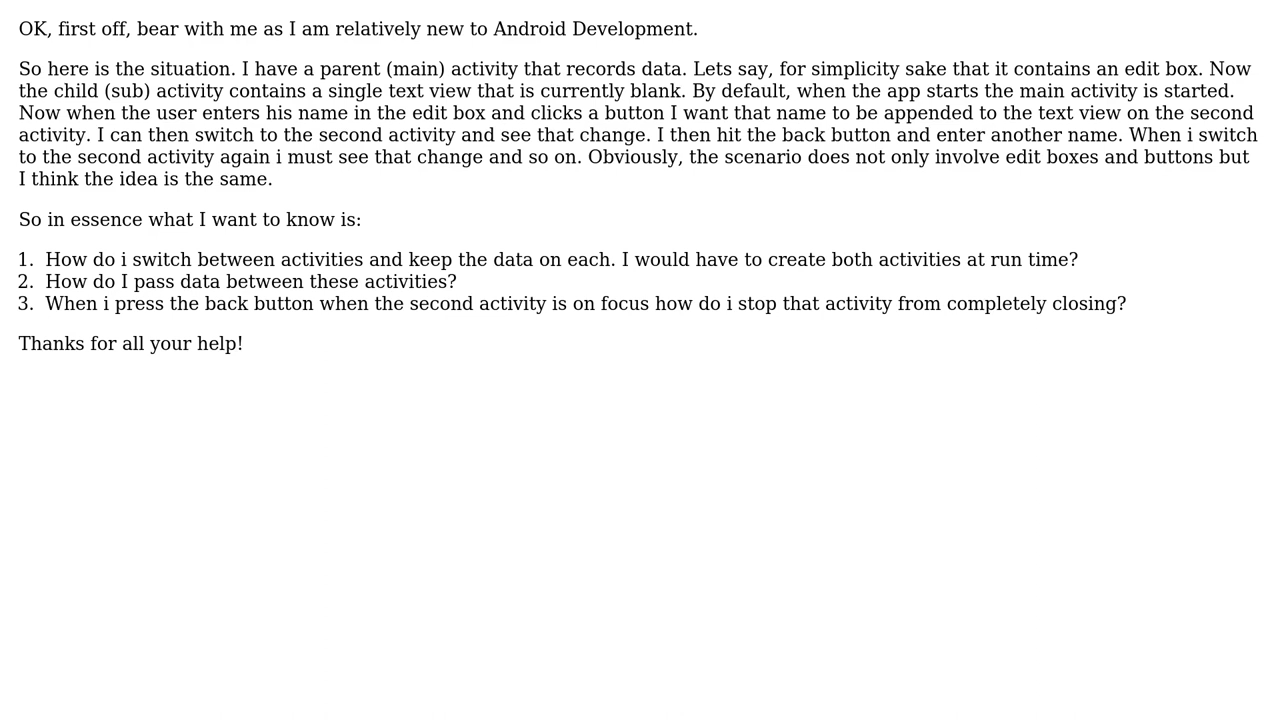 OK, first off, bear with me as I am relatively new to Android Development.
So here is the situation. I have a parent (main) activity that records data. Lets say, for simplicity sake that it contains an edit box. Now
the child (sub) activity contains a single text view that is currently blank. By default, when the app starts the main activity is started.
Now when the user enters his name in the edit box and clicks a button I want that name to be appended to the text view on the second
activity. I can then switch to the second activity and see that change. I then hit the back button and enter another name. When i switch
to the second activity again i must see that change and so on. Obviously, the scenario does not only involve edit boxes and buttons but
I think the idea is the same.
So in essence what I want to know is:
1. How do i switch between activities and keep the data on each. I would have to create both activities at run time?
2. How do I pass data between these activities?
3. When i press the back button when the second activity is on focus how do i stop that activity from completely closing?
Thanks for all your help!